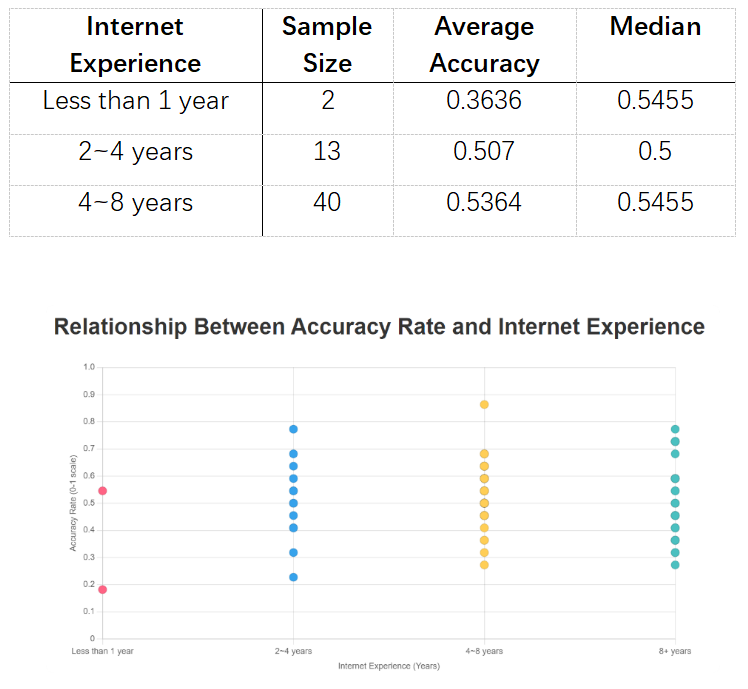 Internet Experience Sample Size Average Accuracy Median
Less than 1 year 2 0.3636 0.5455
2~4 years 13 0.507 0.5
4~8 years 40 0.5364 0.5455
Relationship Between Accuracy Rate and Internet Experience
Accuracy Rate (0-1 scale)
1.0
0.9
0.8
0.7
0.6
0.5
0.4
0.3
0.2
0.1
0
Less than 1 year 2~4 years 4~8 years 8+ years
Internet Experience (Years)